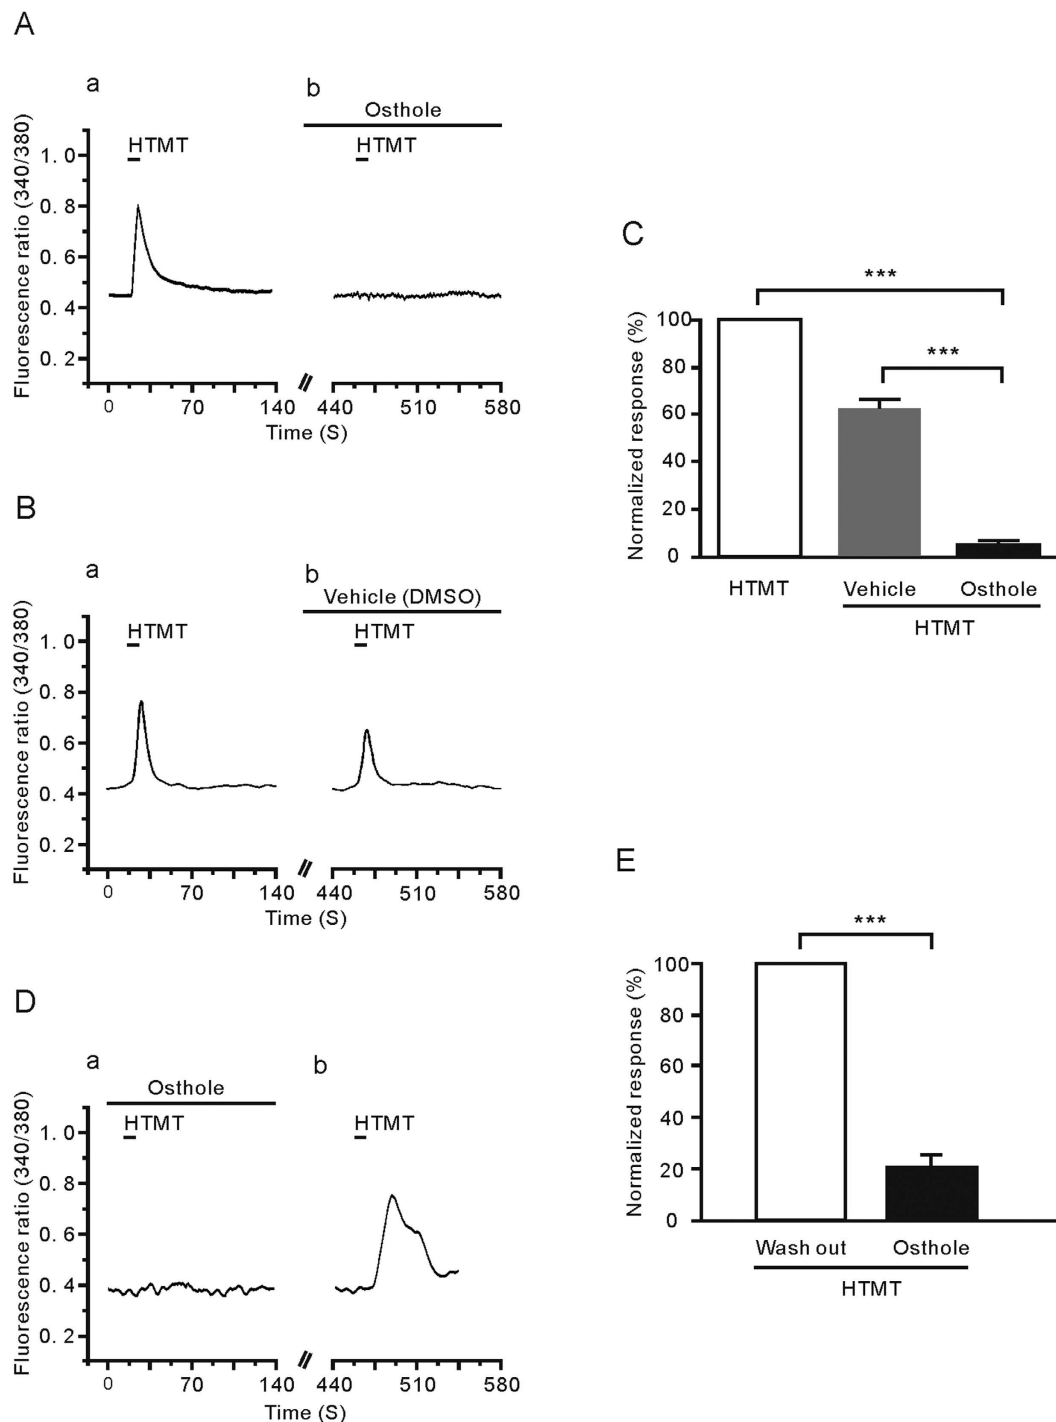 A
a
b
Osthole
HTMT
HTMT
Fluorescence ratio (340/380)
1. 0
0. 8
0. 6
0. 4
0. 2
0
70
140
440
510
580
Time (S)
B
a
b
Vehicle (DMSO)
HTMT
HTMT
Fluorescence ratio (340/380)
1. 0
0. 8
0. 6
0. 4
0. 2
0
70
140
440
510
580
Time (S)
C
***
***
Normalized response (%)
100
80
60
40
20
0
HTMT
Vehicle
Osthole
HTMT
D
a
b
Osthole
HTMT
HTMT
Fluorescence ratio (340/380)
1. 0
0. 8
0. 6
0. 4
0. 2
0
70
140
440
510
580
Time (S)
E
***
Normalized response (%)
100
80
60
40
20
0
Wash out
Osthole
HTMT